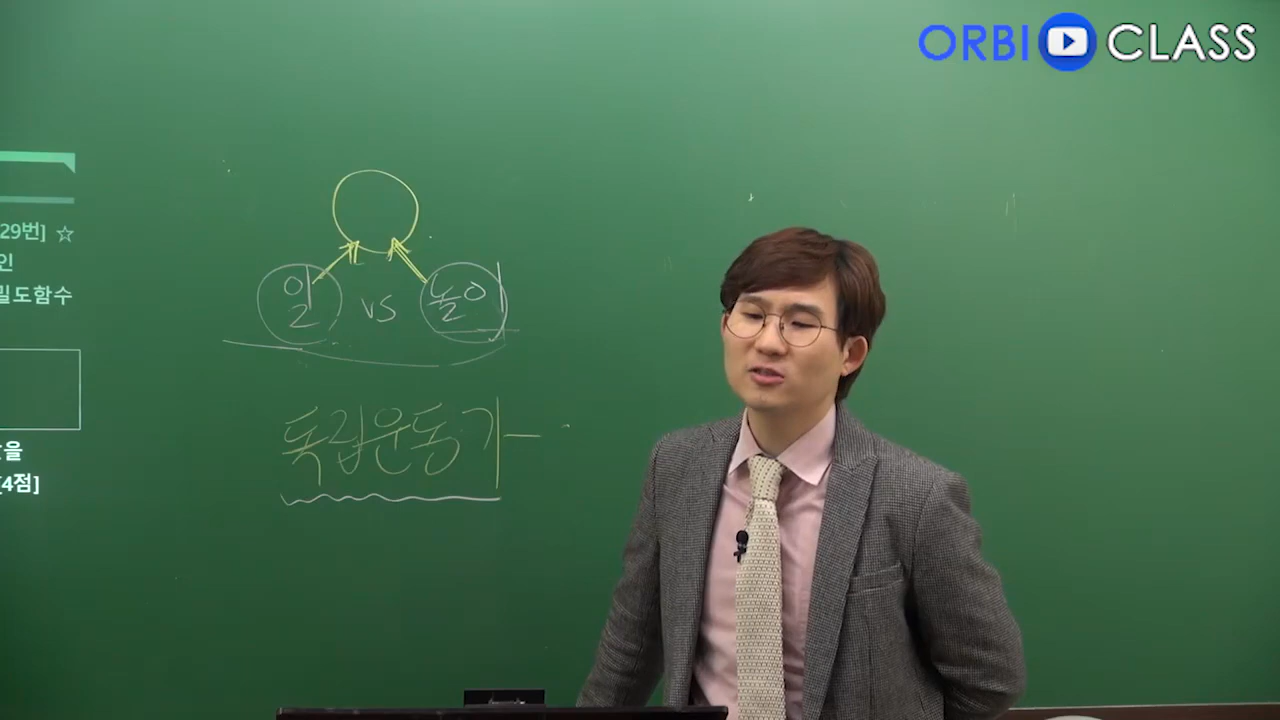 ORBI CLASS
29번] ☆
인
밀도함수
을
[4점]
일 vs 놀이
독립운동가